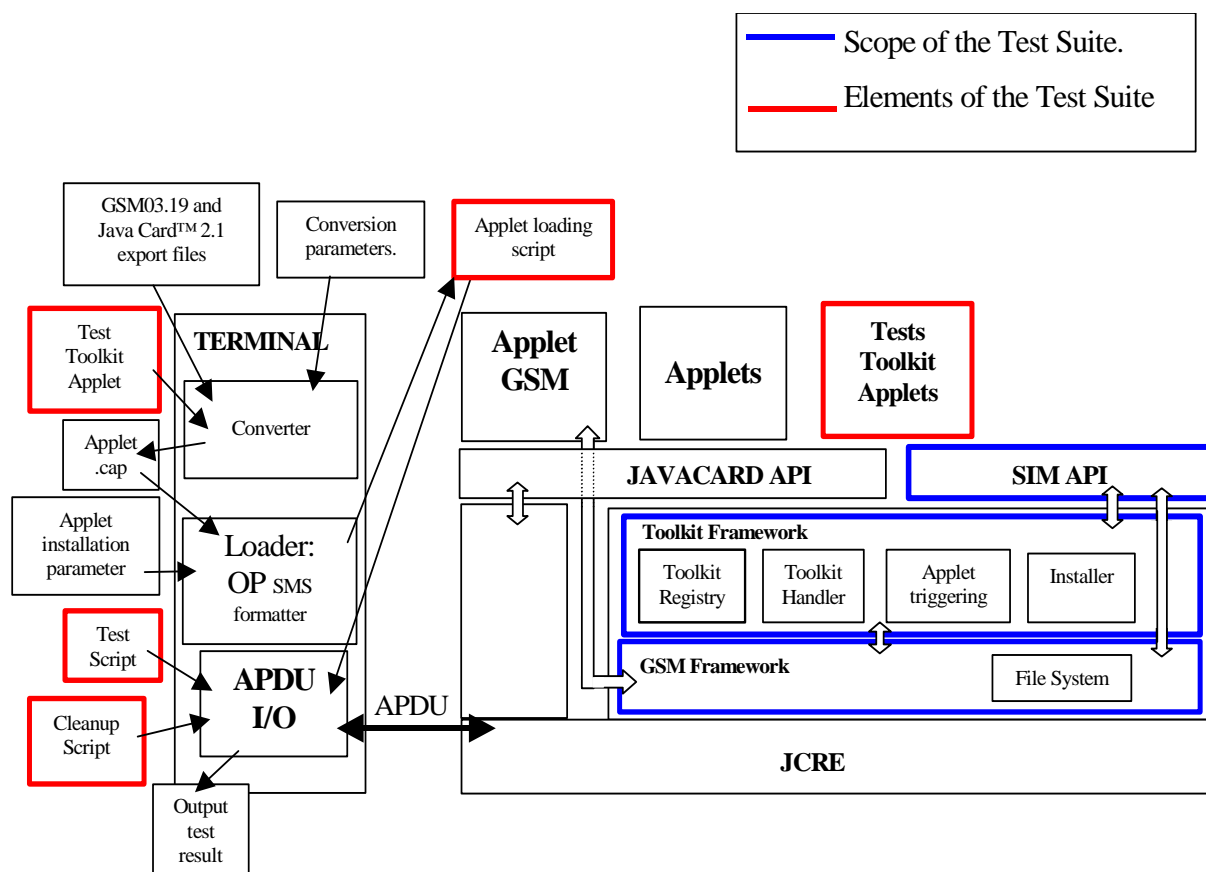 Scope of the Test Suite.
Elements of the Test Suite
GSM03.19 and
Java Card™ 2.1
export files
Conversion
parameters.
Applet loading
script
Test
Toolkit
Applet
TERMINAL
Converter
Applet
.cap
Applet
installation
parameter
Loader:
OP SMS
formatter
Test
Script
APDU
I/O
Cleanup
Script
Output
test
result
APDU
Applet
GSM
Applets
Tests
Toolkit
Applets
JAVACARD API
SIM API
Toolkit Framework
Toolkit
Registry
Toolkit
Handler
Applet
triggering
Installer
GSM Framework
File System
JCRE